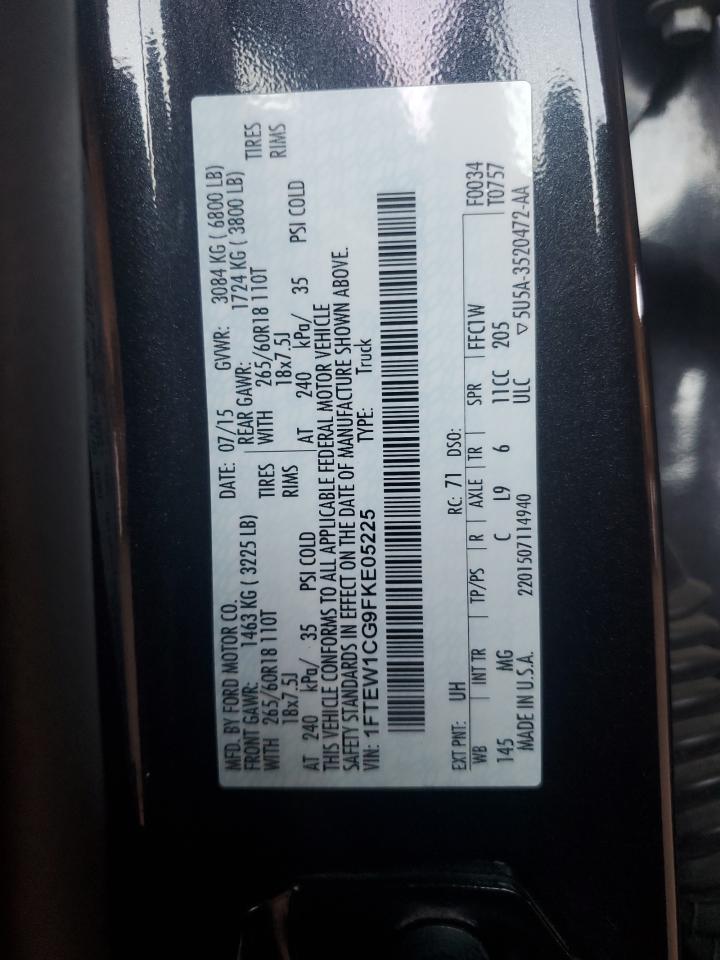 MFD. BY FORD MOTOR CO. DATE: 07/15 GVWR: 3084 KG ( 6800 LB)
FRONT GAWR: 1463 KG ( 3225 LB) REAR GAWR: 1724 KG ( 3800 LB)
WITH 265/60R18 110T TIRES WITH 265/60R18 110T TIRES
18x7.5J RIMS 18x7.5J RIMS
AT 240 kPa/ 35 PSI COLD AT 240 kPa/ 35 PSI COLD
THIS VEHICLE CONFORMS TO ALL APPLICABLE FEDERAL MOTOR VEHICLE
SAFETY STANDARDS IN EFFECT ON THE DATE OF MANUFACTURE SHOWN ABOVE.
VIN: 1FTEW1CG9FKE05225 TYPE: Truck
EXT PNT: UH RC: 71 DSO: F0034
WB INT TR TP/PS R AXLE TR SPR FFC1W T0757
145 MG C L9 6 11CC 205
MADE IN U.S.A. 2201507114940 ULC ▽5U5A-3520472-AA